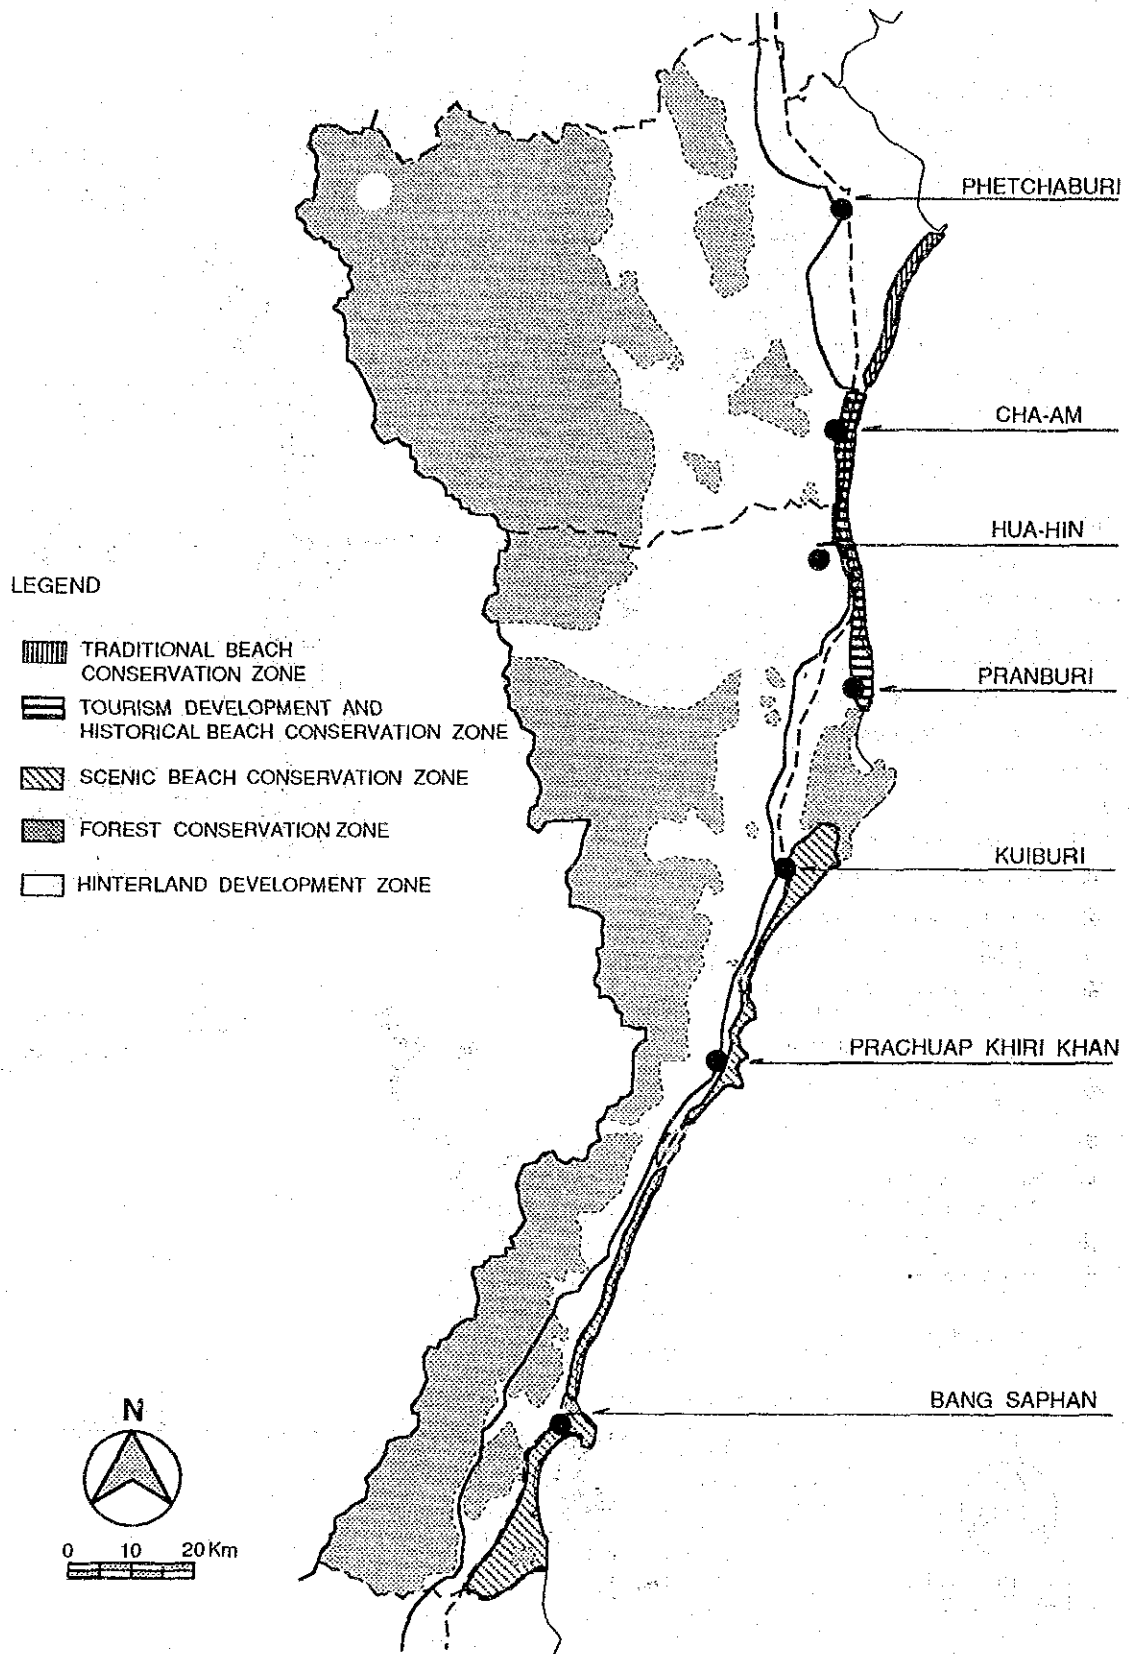 PHETCHABURI
CHA-AM
HUA-HIN
LEGEND
TRADITIONAL BEACH
CONSERVATION ZONE
PRANBURI
TOURISM DEVELOPMENT AND
HISTORICAL BEACH CONSERVATION ZONE
SCENIC BEACH CONSERVATION ZONE
FOREST CONSERVATION ZONE
KUIBURI
HINTERLAND DEVELOPMENT ZONE
PRACHUAP KHIRI KHAN
BANG SAPHAN
N
0 10 20 Km